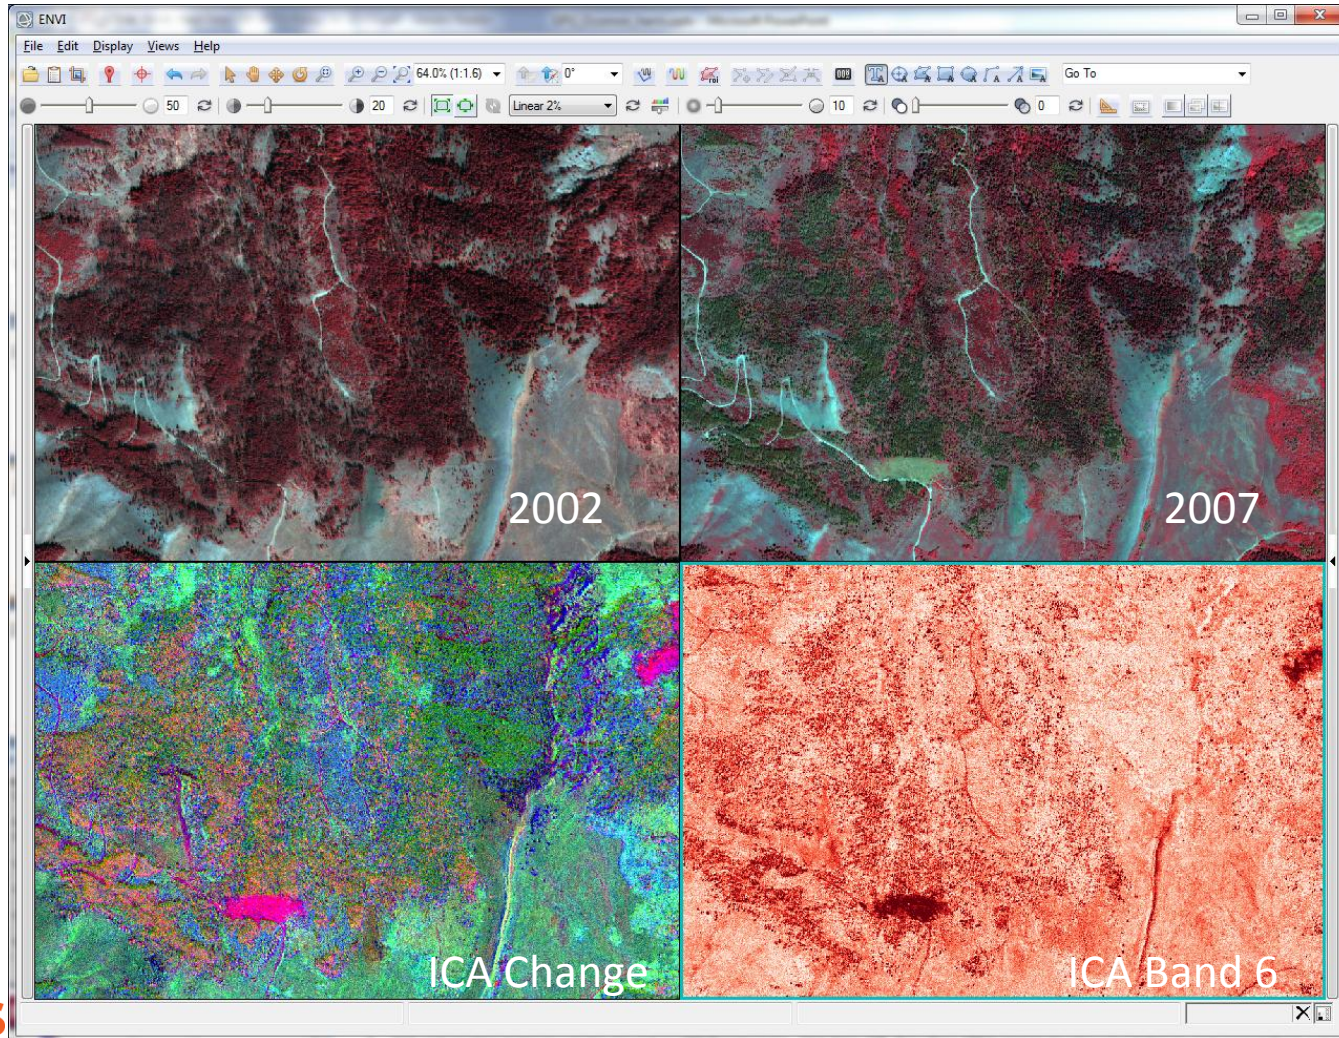 ENVI
File Edit Display Views Help
64.0% (1:1.6) 0° Go To
50 20 Linear 2% 10 0
2002
2007
ICA Change
ICA Band 6